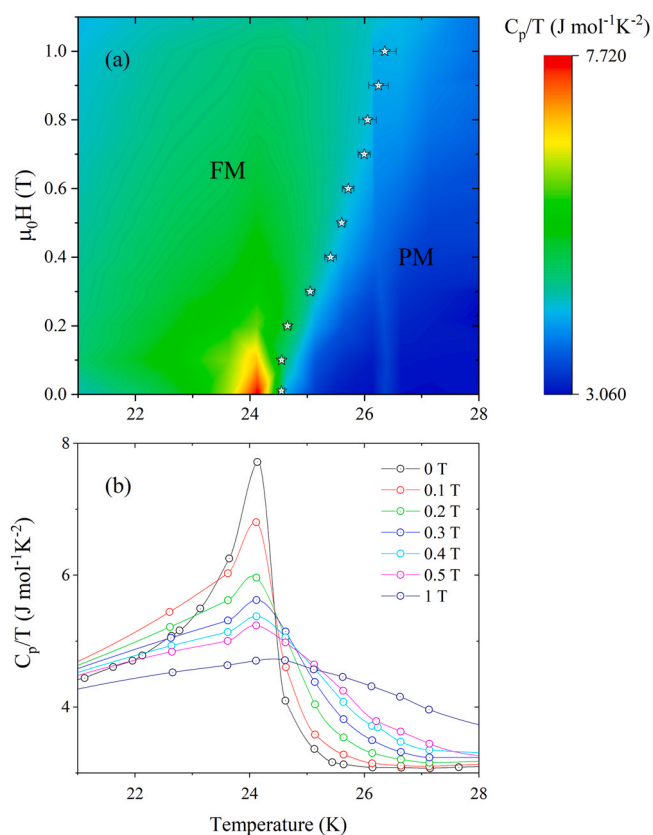 C_p/T (J mol⁻¹K⁻²)
7.720
3.060
(a)
FM
PM
μ₀H (T)
1.0
0.8
0.6
0.4
0.2
0.0
22
24
26
28
(b)
0 T
0.1 T
0.2 T
0.3 T
0.4 T
0.5 T
1 T
C_p/T (J mol⁻¹K⁻²)
8
6
4
22
24
26
28
Temperature (K)